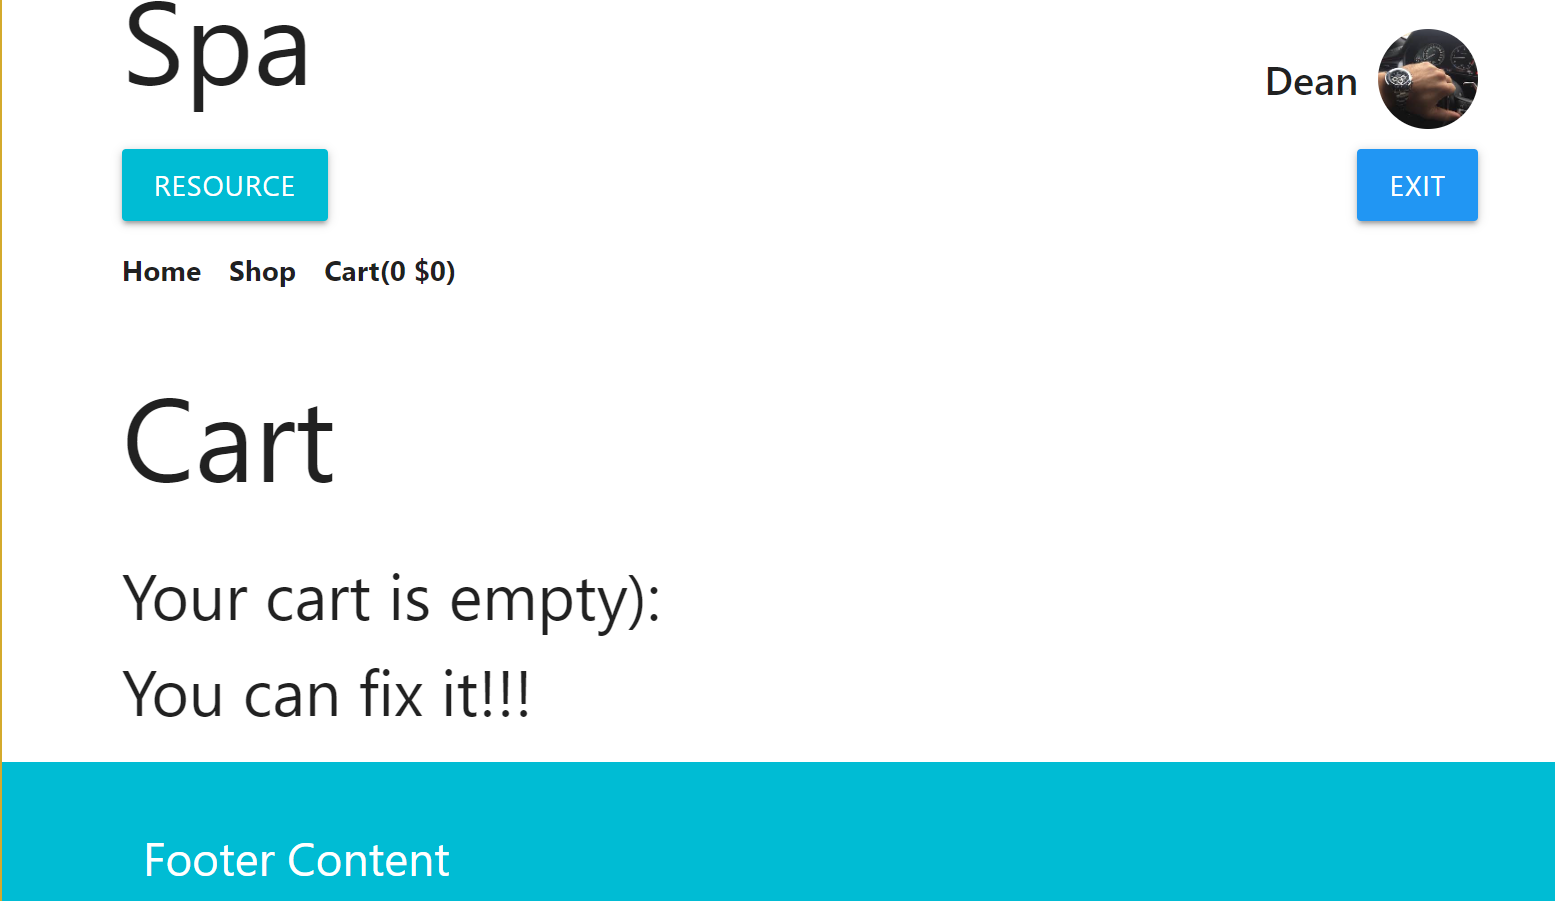 Spa
Dean
RESOURCE
EXIT
Home Shop Cart(0 $0)
Cart
Your cart is empty):
You can fix it!!!
Footer Content